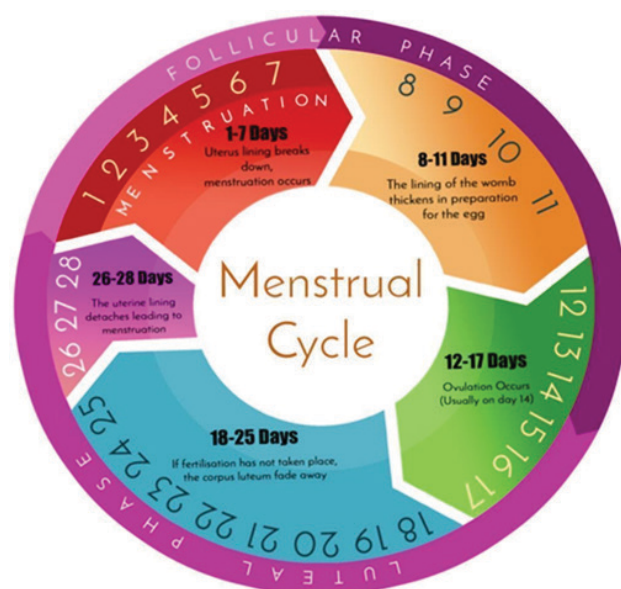 FOLLICULAR PHASE
1 2 3 4 5 6 7
MENSTRUATION
1-7 Days
Uterus lining breaks
down,
menstruation occurs
8 9 10 11
8-11 Days
The lining of the womb
thickens in preparation
for the egg
12 13 14 15 16 17
12-17 Days
Ovulation Occurs
(Usually on day 14)
18 19 20 21 22 23 24 25
18-25 Days
If fertilisation has not taken place,
the corpus luteum fade away
26 27 28
26-28 Days
The uterine lining
detaches leading to
menstruation
LUTEAL PHASE
Menstrual
Cycle